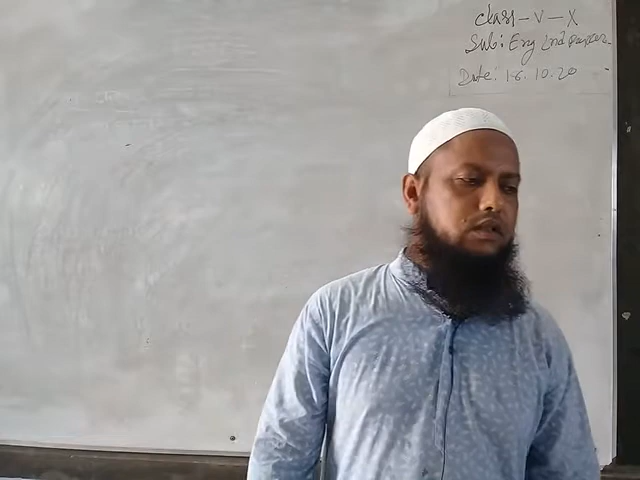 Class - V - X
Sub: Eng 2nd paper.
Date: 16.10.20